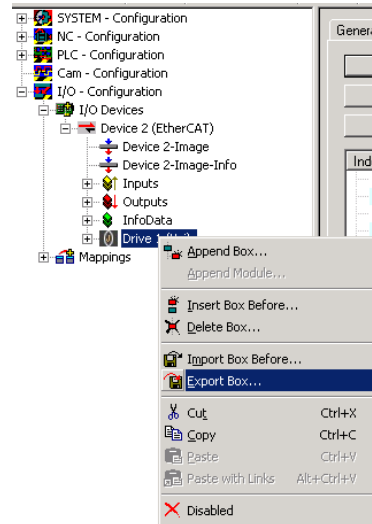 SYSTEM - Configuration
NC - Configuration
PLC - Configuration
Cam - Configuration
I/O - Configuration
I/O Devices
Device 2 (EtherCAT)
Device 2-Image
Device 2-Image-Info
Inputs
Outputs
InfoData
Drive 1
Mappings
Append Box...
Append Module...
Insert Box Before...
Delete Box...
Import Box Before...
Export Box...
Cut Ctrl+X
Copy Ctrl+C
Paste Ctrl+V
Paste with Links Alt+Ctrl+V
Disabled